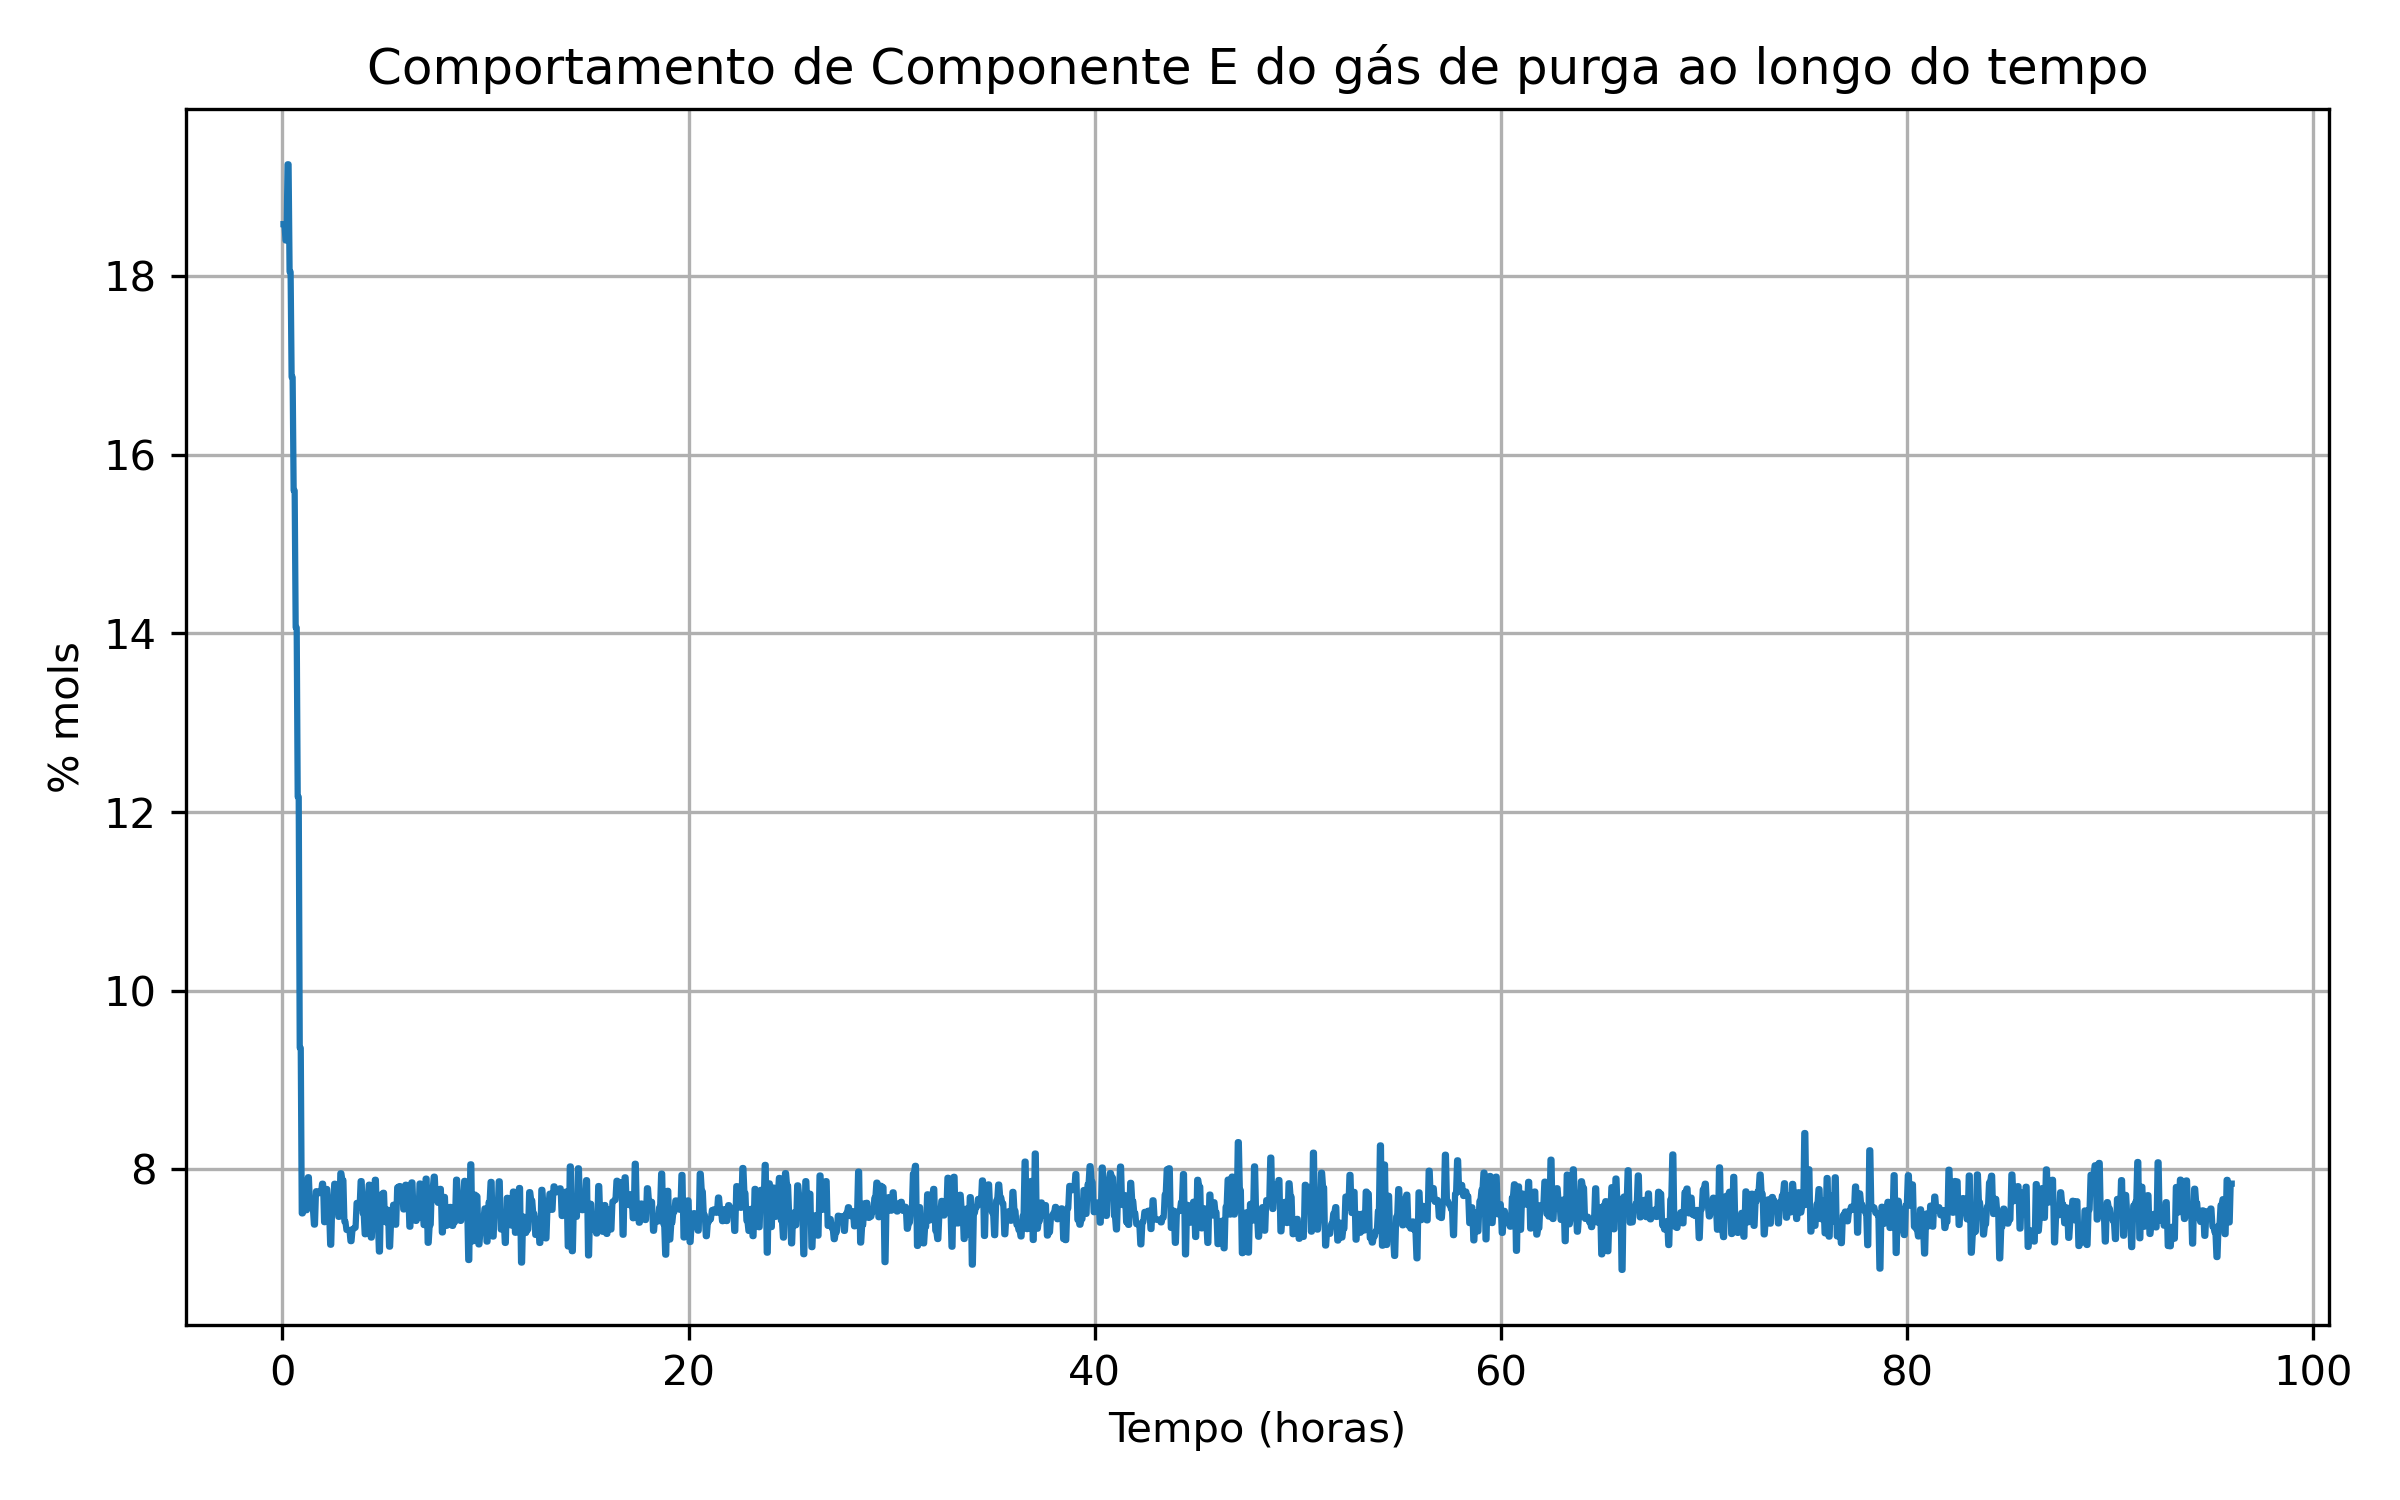 Comportamento de Componente E do gás de purga ao longo do tempo
% mols
18
16
14
12
10
8
0 20 40 60 80 100
Tempo (horas)